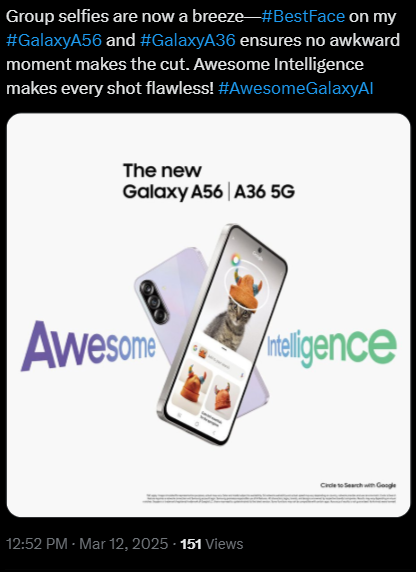 Group selfies are now a breeze—#BestFace on my
#GalaxyA56 and #GalaxyA36 ensures no awkward
moment makes the cut. Awesome Intelligence
makes every shot flawless! #AwesomeGalaxyAI
The new
Galaxy A56 | A36 5G
Awesome
Intelligence
Circle to Search with Google
12:52 PM · Mar 12, 2025 · 151 Views